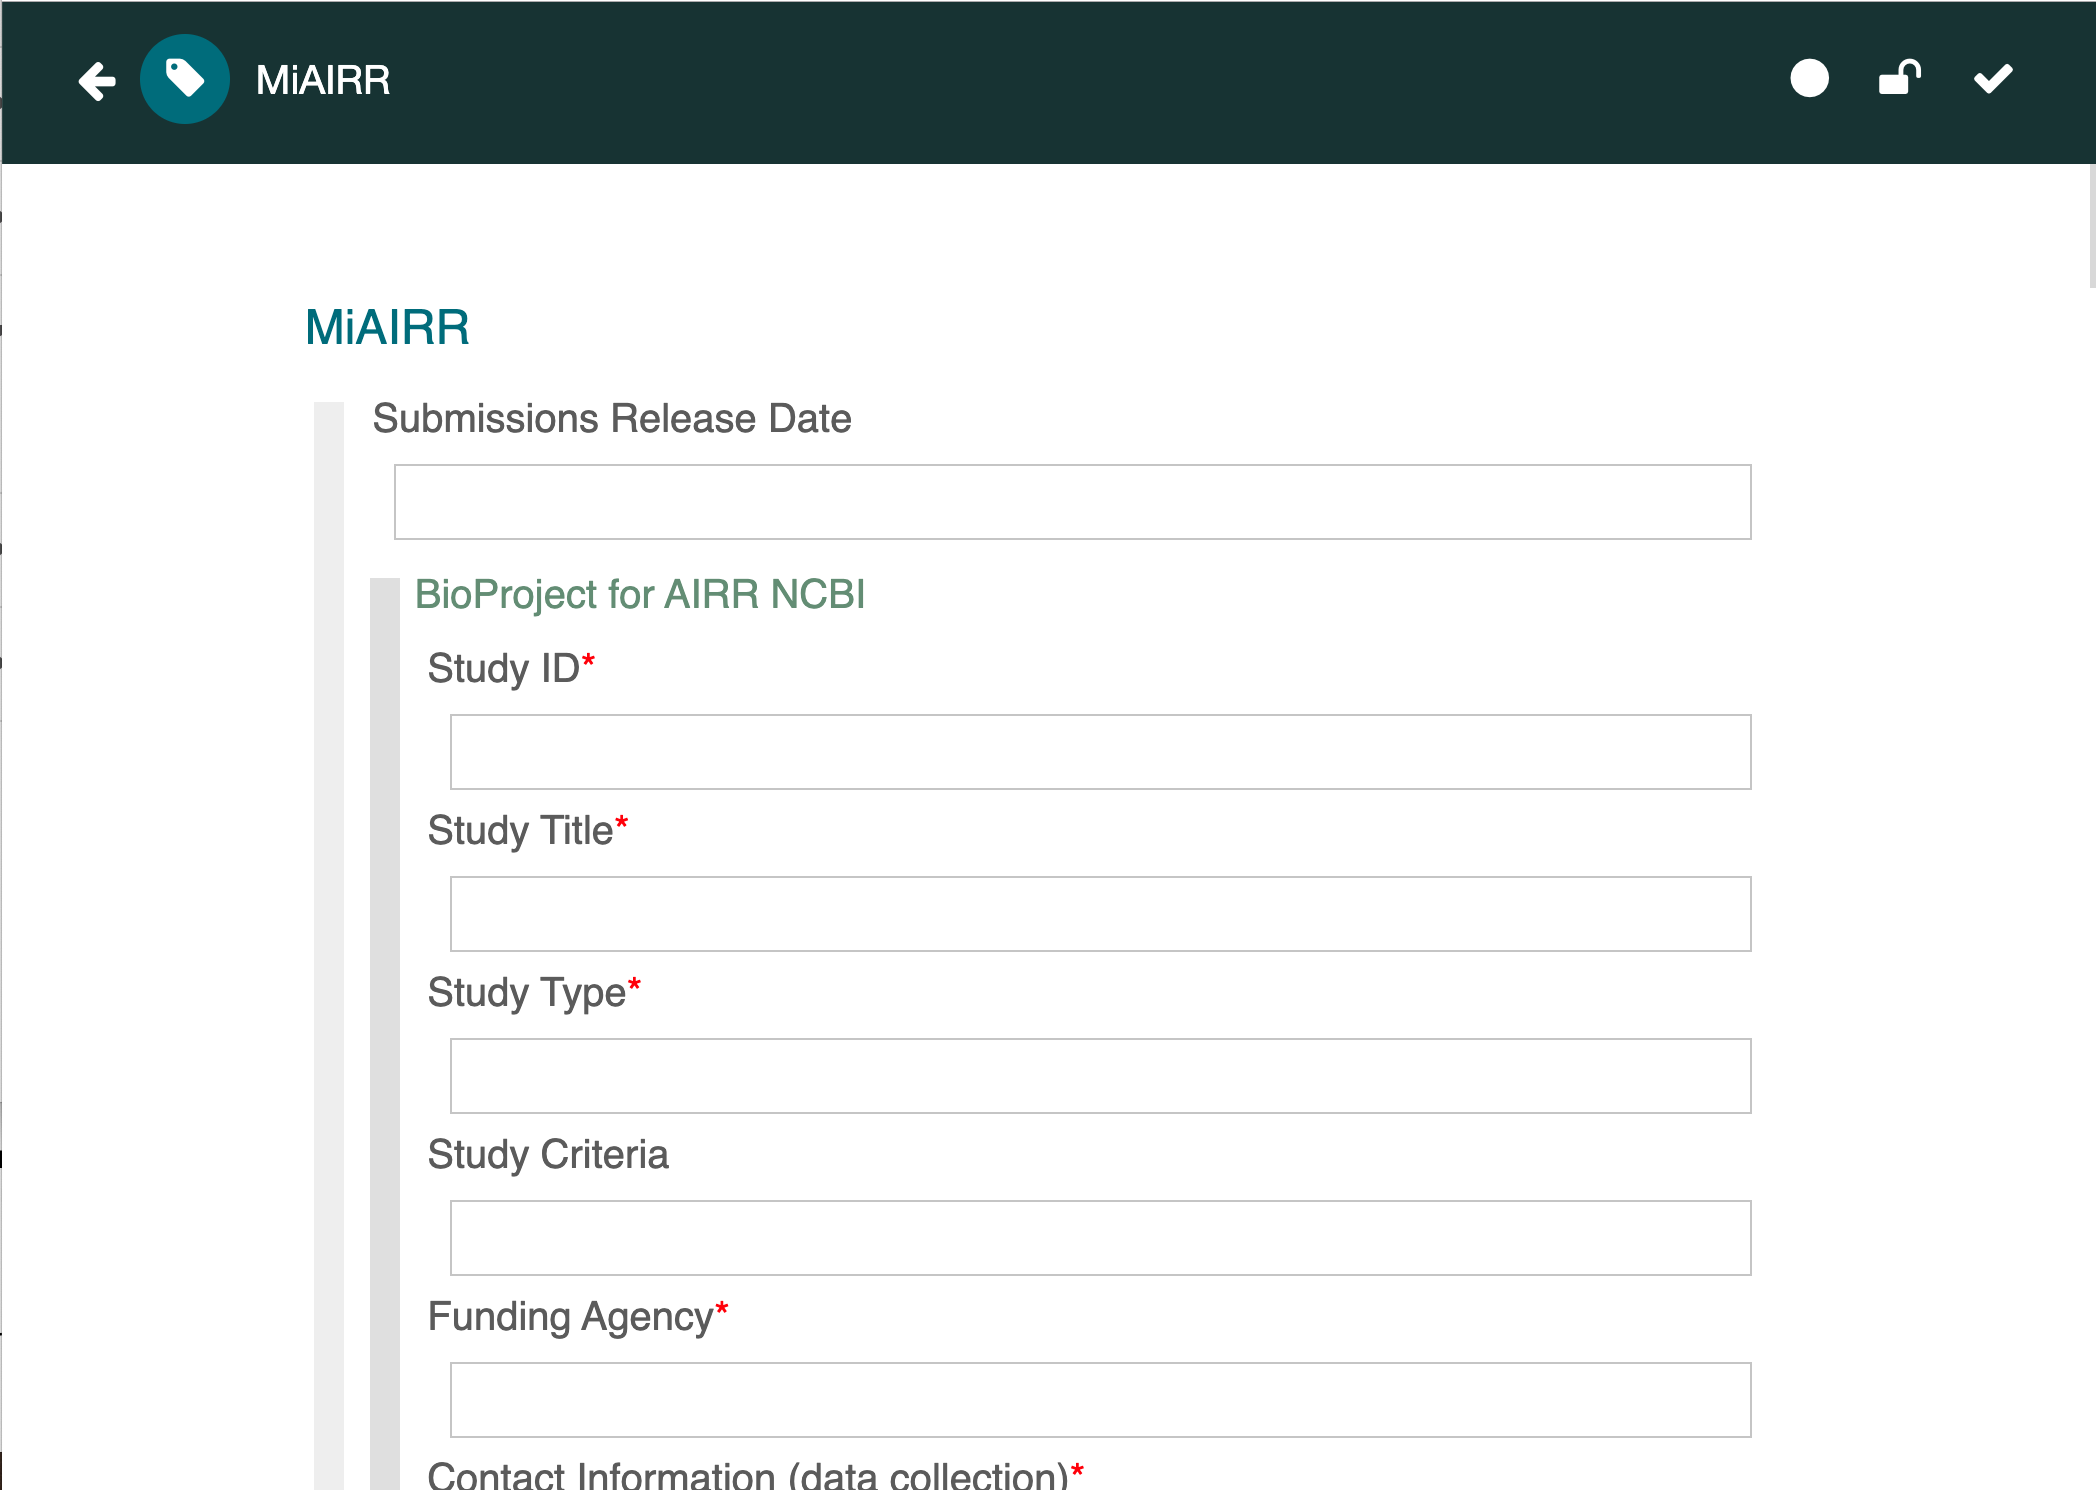 MiAIRR
MiAIRR
Submissions Release Date
BioProject for AIRR NCBI
Study ID*
Study Title*
Study Type*
Study Criteria
Funding Agency*
Contact Information (data collection)*